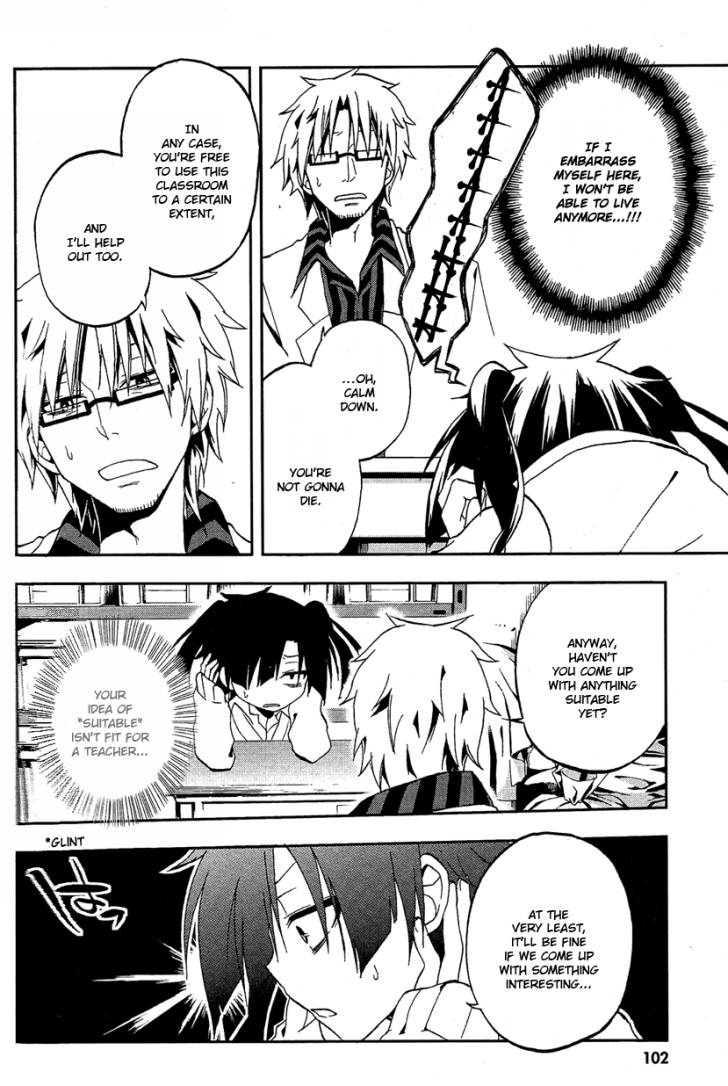 IF I
EMBARRASS
MYSELF HERE,
I WON'T BE
ABLE TO LIVE
ANYMORE...!!!
...OH,
CALM
DOWN.
YOU'RE
NOT GONNA
DIE.
IN
ANY CASE,
YOU'RE FREE
TO USE THIS
CLASSROOM
TO A CERTAIN
EXTENT,
AND
I'LL HELP
OUT TOO.
ANYWAY,
HAVEN'T
YOU COME UP
WITH ANYTHING
SUITABLE
YET?
YOUR
IDEA OF
"SUITABLE"
ISN'T FIT FOR
A TEACHER...
AT THE
VERY LEAST,
IT'LL BE FINE
IF WE COME UP
WITH SOMETHING
INTERESTING...
*GLINT
はっ
102